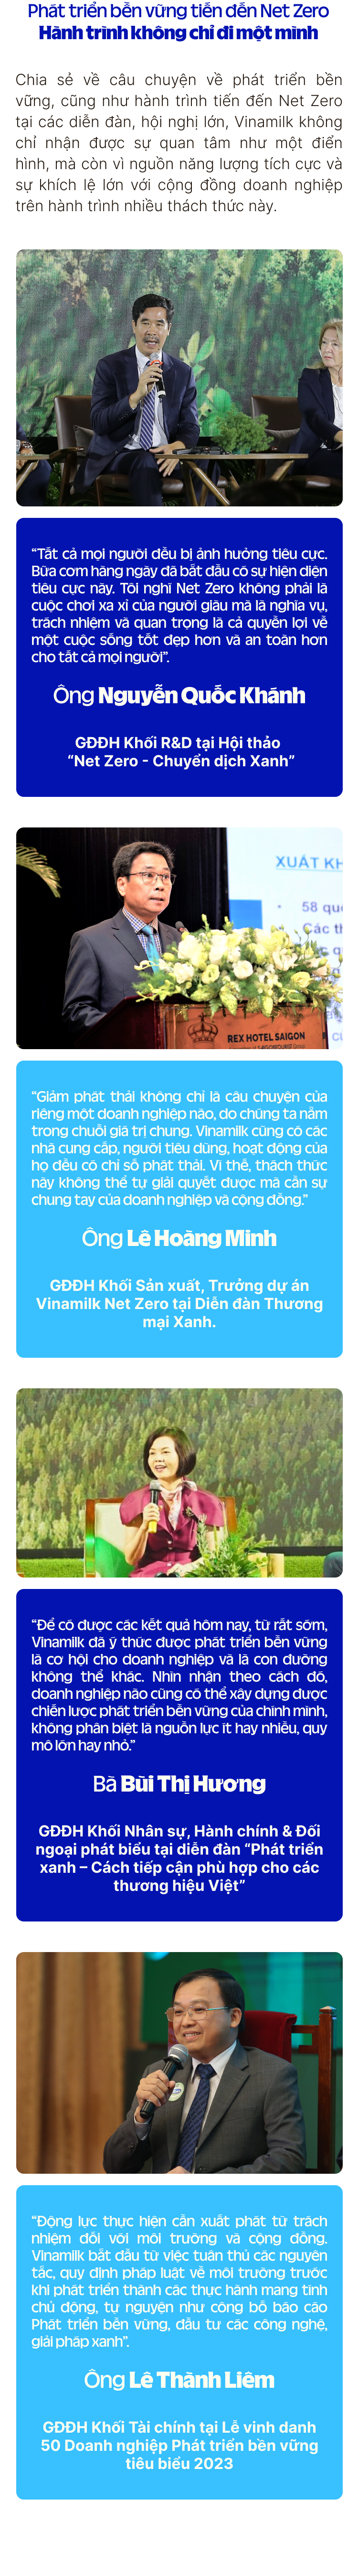 Phát triển bền vững tiến đến Net Zero
Hành trình không chỉ đi một mình
Chia sẻ về câu chuyện về phát triển bền
vững, cũng như hành trình tiến đến Net Zero
tại các diễn đàn, hội nghị lớn, Vinamilk không
chỉ nhận được sự quan tâm như một điển
hình, mà còn vì nguồn năng lượng tích cực và
sự khích lệ lớn với cộng đồng doanh nghiệp
trên hành trình nhiều thách thức này.
“Tất cả mọi người đều bị ảnh hưởng tiêu cực.
Bữa cơm hàng ngày đã bắt đầu có sự hiện diện
tiêu cực này. Tôi nghĩ Net Zero không phải là
cuộc chơi xa xỉ của người giàu mà là nghĩa vụ,
trách nhiệm và quan trọng là cả quyền lợi về
một cuộc sống tốt đẹp hơn và an toàn hơn
cho tất cả mọi người”.
Ông Nguyễn Quốc Khánh
GĐĐH Khối R&D tại Hội thảo
“Net Zero - Chuyển dịch Xanh”
XUẤT KH
58 quố
Các th
REX HOTEL SAIGON
“Giảm phát thải không chỉ là câu chuyện của
riêng một doanh nghiệp nào, do chúng ta nằm
trong chuỗi giá trị chung. Vinamilk cũng có các
nhà cung cấp, người tiêu dùng, hoạt động của
họ đều có chỉ số phát thải. Vì thế, thách thức
này không thể tự giải quyết được mà cần sự
chung tay của doanh nghiệp và cộng đồng.”
Ông Lê Hoàng Minh
GĐĐH Khối Sản xuất, Trưởng dự án
Vinamilk Net Zero tại Diễn đàn Thương
mại Xanh.
“Để có được các kết quả hôm nay, từ rất sớm,
Vinamilk đã ý thức được phát triển bền vững
là cơ hội cho doanh nghiệp và là con đường
không thể khác. Nhìn nhận theo cách đó,
doanh nghiệp nào cũng có thể xây dựng được
chiến lược phát triển bền vững của chính mình,
không phân biệt là nguồn lực ít hay nhiều, quy
mô lớn hay nhỏ.”
Bà Bùi Thị Hương
GĐĐH Khối Nhân sự, Hành chính & Đối
ngoại phát biểu tại diễn đàn “Phát triển
xanh – Cách tiếp cận phù hợp cho các
thương hiệu Việt”
“Động lực thực hiện cần xuất phát từ trách
nhiệm đối với môi trường và cộng đồng.
Vinamilk bắt đầu từ việc tuân thủ các nguyên
tắc, quy định pháp luật về môi trường trước
khi phát triển thành các thực hành mang tính
chủ động, tự nguyện như công bố báo cáo
Phát triển bền vững, đầu tư các công nghệ,
giải pháp xanh”.
Ông Lê Thành Liêm
GĐĐH Khối Tài chính tại Lễ vinh danh
50 Doanh nghiệp Phát triển bền vững
tiêu biểu 2023